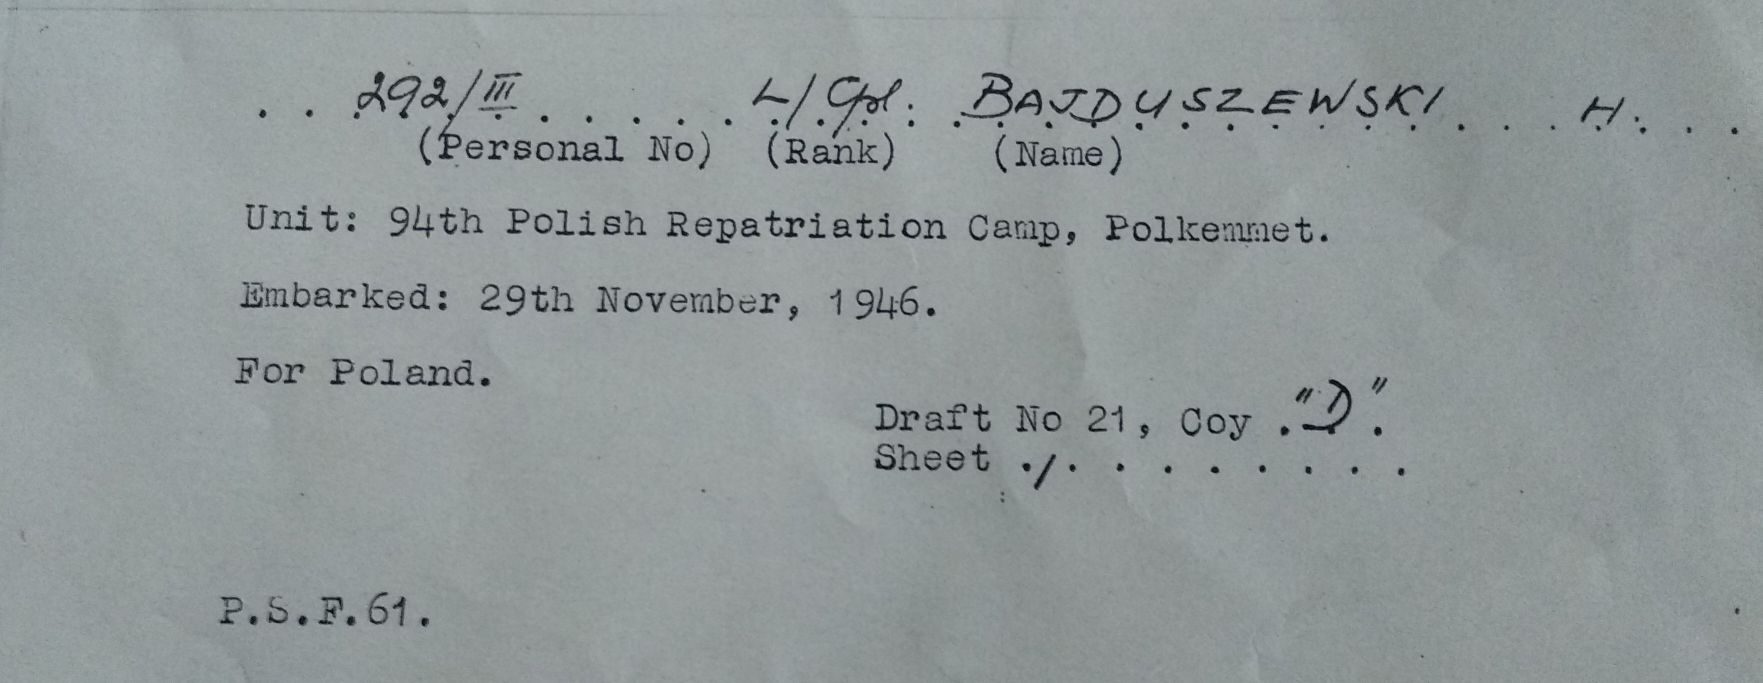 . . 292/III . . . . . L/Cpl. BAJDUSZEWSKI . . . H. . . .
(Personal No) (Rank) (Name)
Unit: 94th Polish Repatriation Camp, Polkemmet.
Embarked: 29th November, 1946.
For Poland.
Draft No 21, Coy ."D".
Sheet ./. . . . . . . .
P.S.F.61.